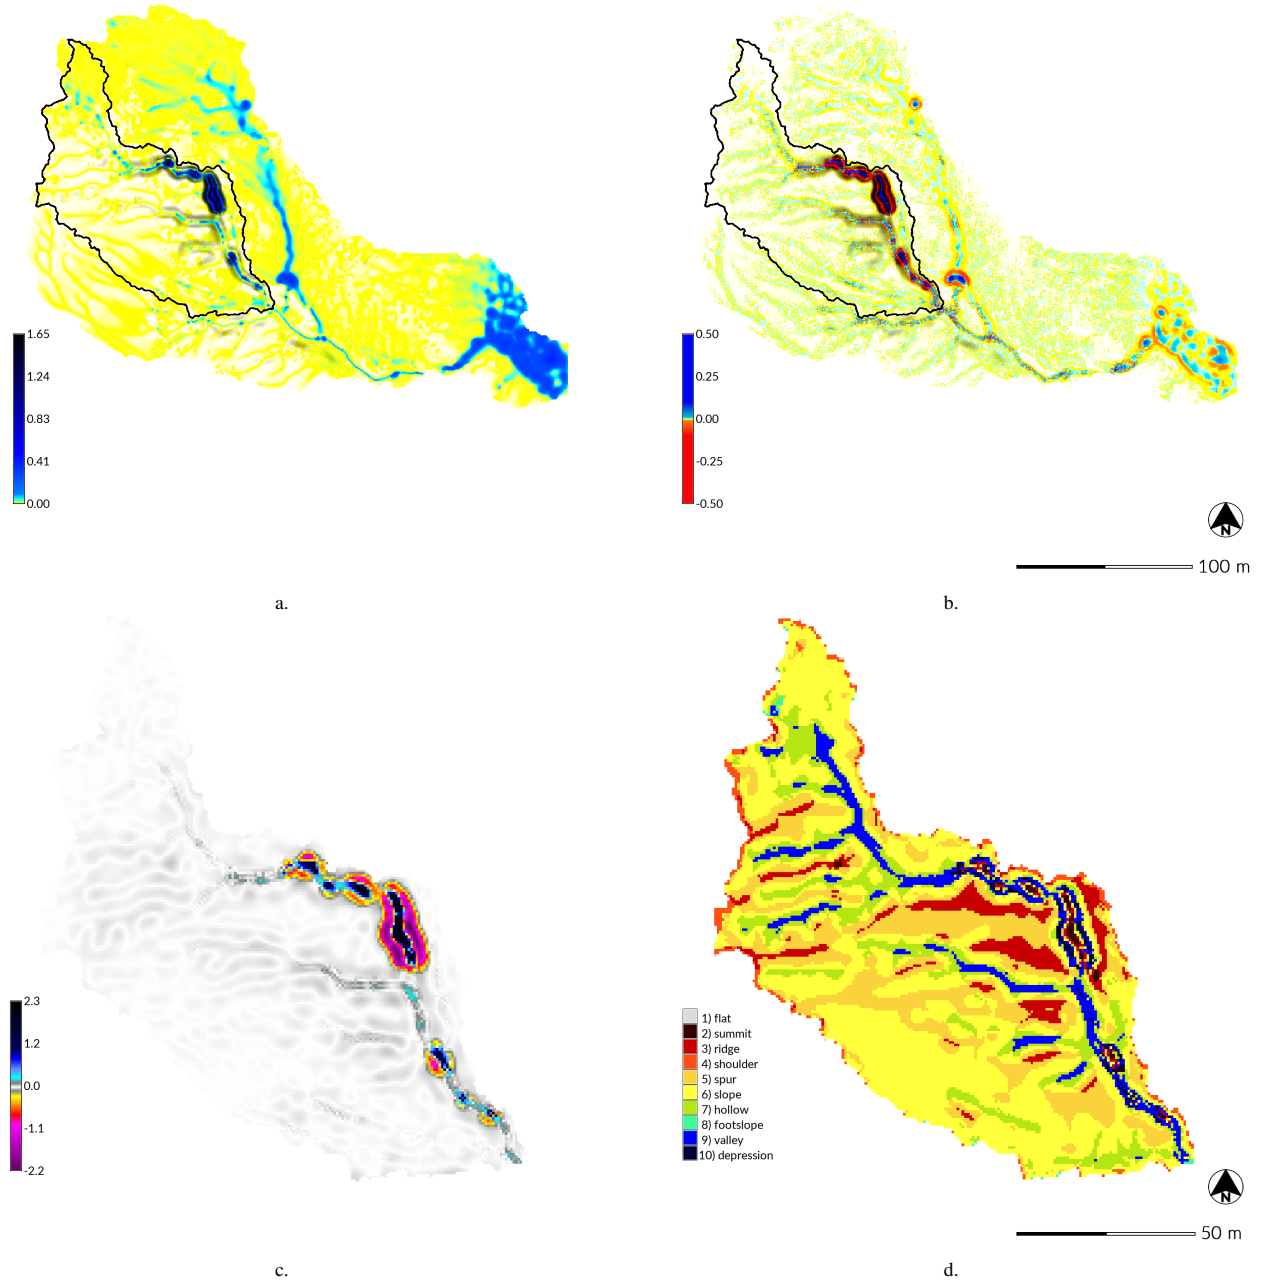 1.65
1.24
0.83
0.41
0.00
0.50
0.25
0.00
-0.25
-0.50
N
100 m
a.
b.
2.3
1.2
0.0
-1.1
-2.2
1) flat
2) summit
3) ridge
4) shoulder
5) spur
6) slope
7) hollow
8) footslope
9) valley
10) depression
N
50 m
c.
d.